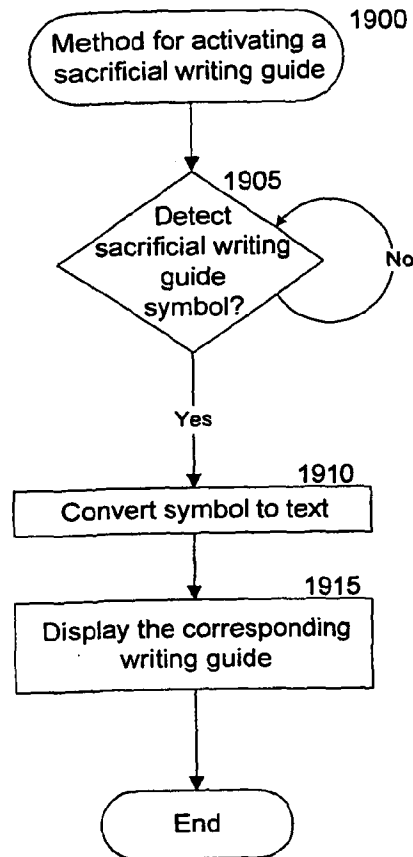 1900
Method for activating a
sacrificial writing guide
1905
Detect
sacrificial writing
guide
symbol?
No
Yes
1910
Convert symbol to text
1915
Display the corresponding
writing guide
End